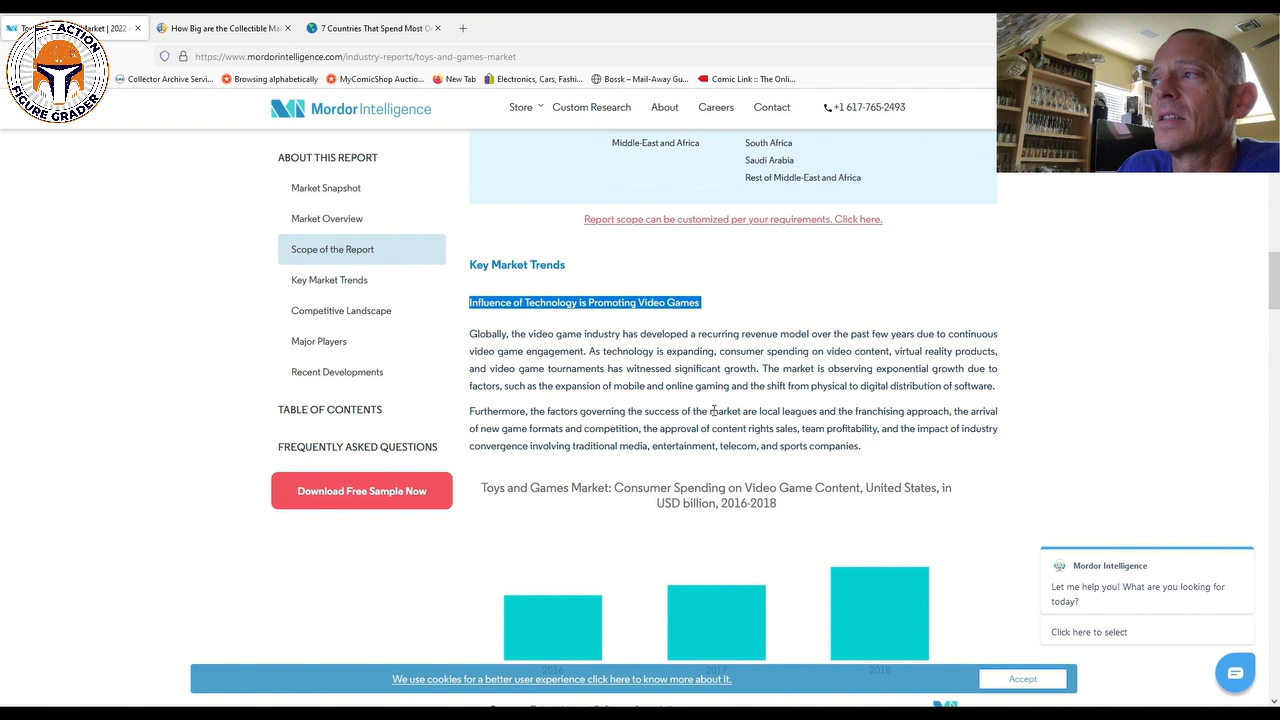 Market | 2022
How Big are the Collectible Ma
7 Countries That Spend Most O
ACTION
FIGURE GRADER
https://www.mordorintelligence.com/industry-reports/toys-and-games-market
Collector Archive Servi...
Browsing alphabetically
MyComicShop Auctio...
New Tab
Electronics, Cars, Fashi...
Bossk – Mail-Away Gu...
Comic Link :: The Onli...
Mordor Intelligence
Store
Custom Research
About
Careers
Contact
+1 617-765-2493
ABOUT THIS REPORT
Market Snapshot
Market Overview
Scope of the Report
Key Market Trends
Competitive Landscape
Major Players
Recent Developments
TABLE OF CONTENTS
FREQUENTLY ASKED QUESTIONS
Download Free Sample Now
Middle-East and Africa
South Africa
Saudi Arabia
Rest of Middle-East and Africa
Report scope can be customized per your requirements. Click here.
Key Market Trends
Influence of Technology is Promoting Video Games
Globally, the video game industry has developed a recurring revenue model over the past few years due to continuous
video game engagement. As technology is expanding, consumer spending on video content, virtual reality products,
and video game tournaments has witnessed significant growth. The market is observing exponential growth due to
factors, such as the expansion of mobile and online gaming and the shift from physical to digital distribution of software.
Furthermore, the factors governing the success of the market are local leagues and the franchising approach, the arrival
of new game formats and competition, the approval of content rights sales, team profitability, and the impact of industry
convergence involving traditional media, entertainment, telecom, and sports companies.
Toys and Games Market: Consumer Spending on Video Game Content, United States, in
USD billion, 2016-2018
2016
2017
2018
Mordor Intelligence
Let me help you! What are you looking for
today?
Click here to select
We use cookies for a better user experience click here to know more about it.
Accept